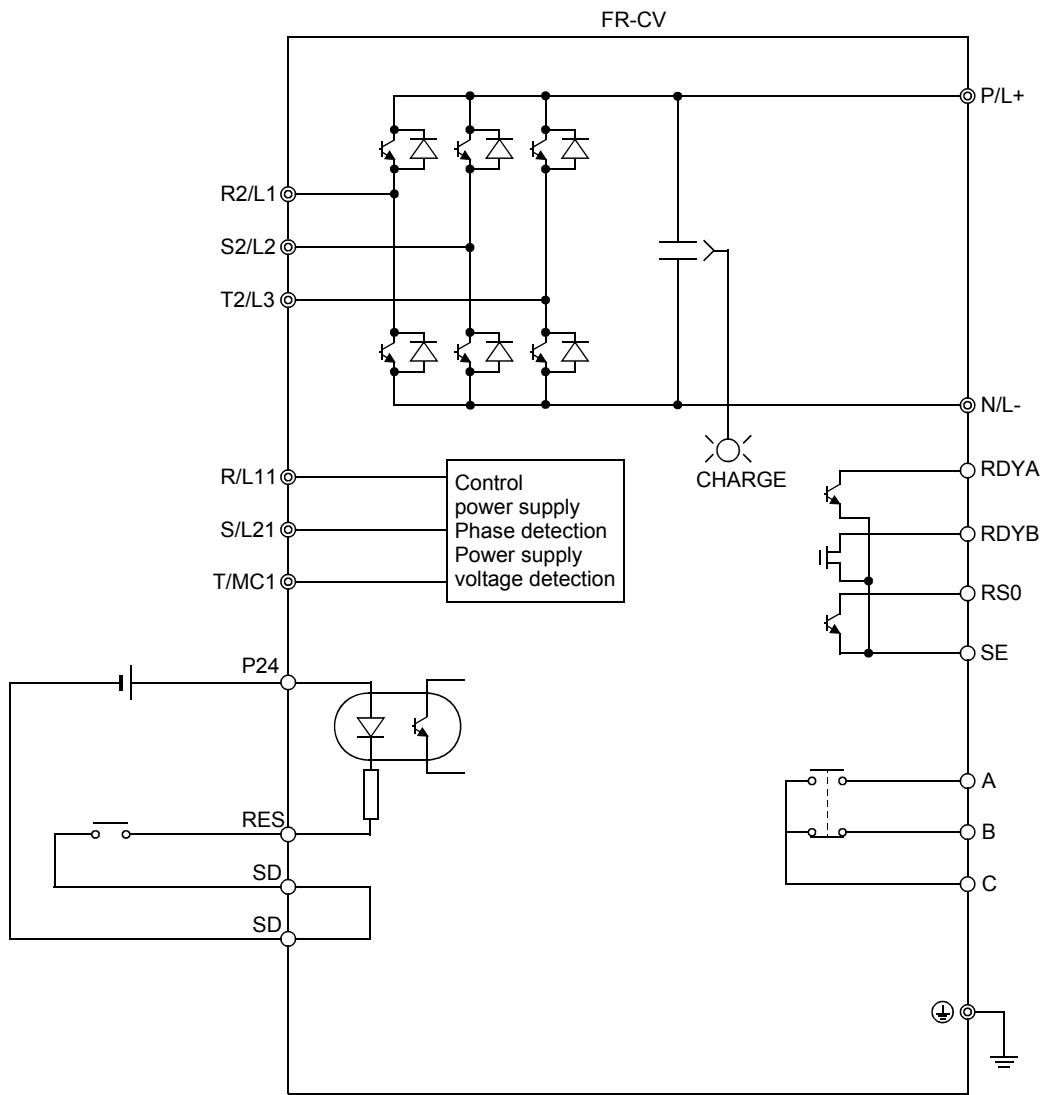 FR-CV
P/L+
R2/L1
S2/L2
T2/L3
N/L-
CHARGE
R/L11
S/L21
T/MC1
Control
power supply
Phase detection
Power supply
voltage detection
RDYA
RDYB
RS0
SE
P24
RES
SD
SD
A
B
C